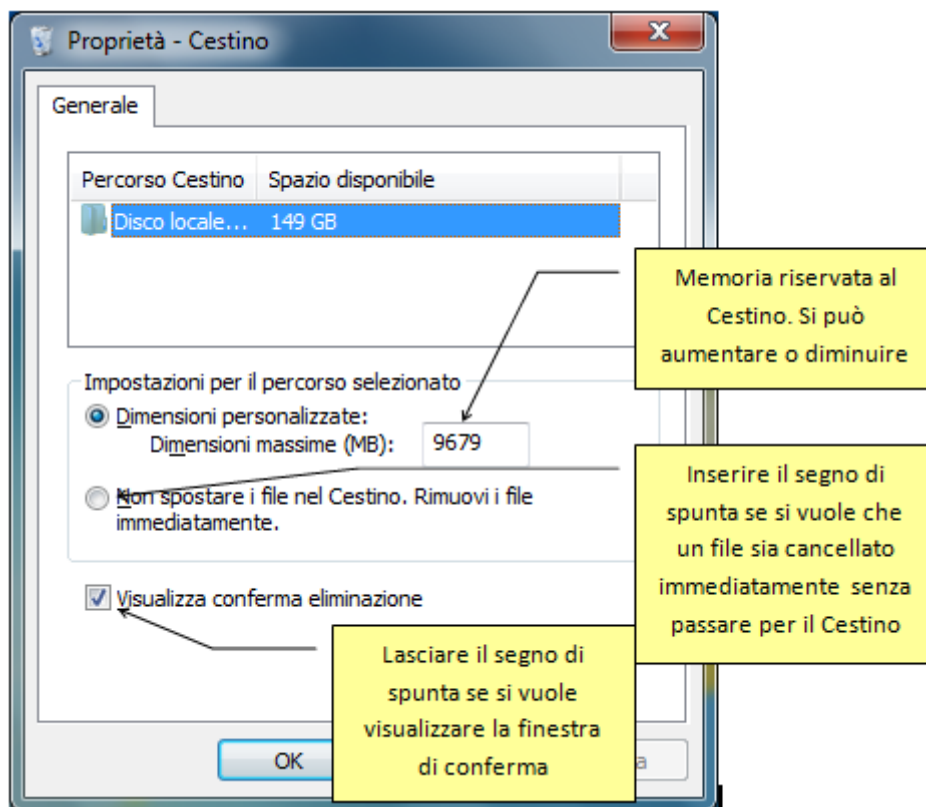 Proprietà - Cestino
Generale
Percorso Cestino Spazio disponibile
Disco locale... 149 GB
Memoria riservata al
Cestino. Si può
aumentare o diminuire
Impostazioni per il percorso selezionato
Dimensioni personalizzate:
Dimensioni massime (MB): 9679
Non spostare i file nel Cestino. Rimuovi i file
immediatamente.
Inserire il segno di
spunta se si vuole che
un file sia cancellato
immediatamente senza
passare per il Cestino
Visualizza conferma eliminazione
Lasciare il segno di
spunta se si vuole
visualizzare la finestra
di conferma
OK